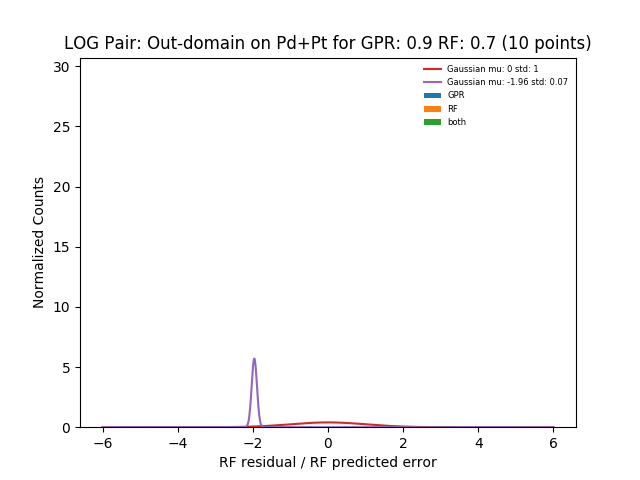 LOG Pair: Out-domain on Pd+Pt for GPR: 0.9 RF: 0.7 (10 points)
Gaussian mu: 0 std: 1
Gaussian mu: -1.96 std: 0.07
GPR
RF
both
Normalized Counts
30
25
20
15
10
5
0
−6 −4 −2 0 2 4 6
RF residual / RF predicted error